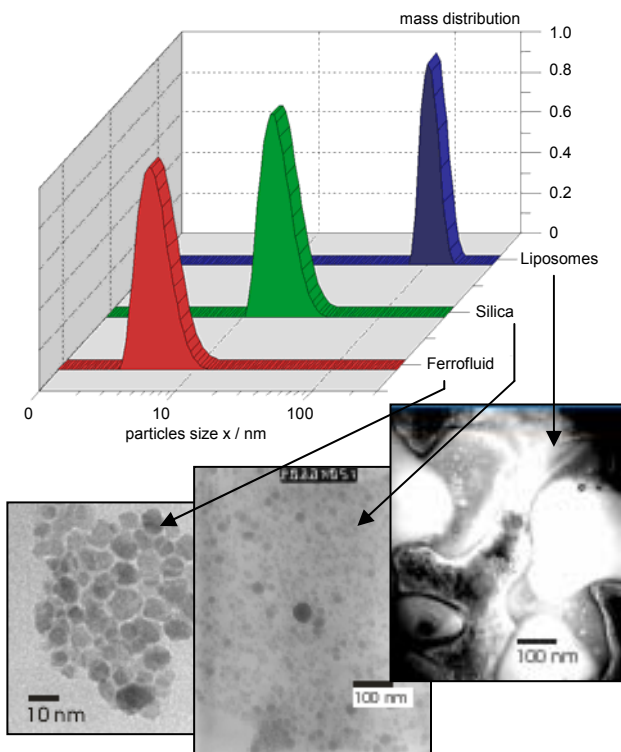 mass distribution
1.0
0.8
0.6
0.4
0.2
0
Liposomes
Silica
Ferrofluid
0 10 100
particles size x / nm
10 nm
100 nm
100 nm